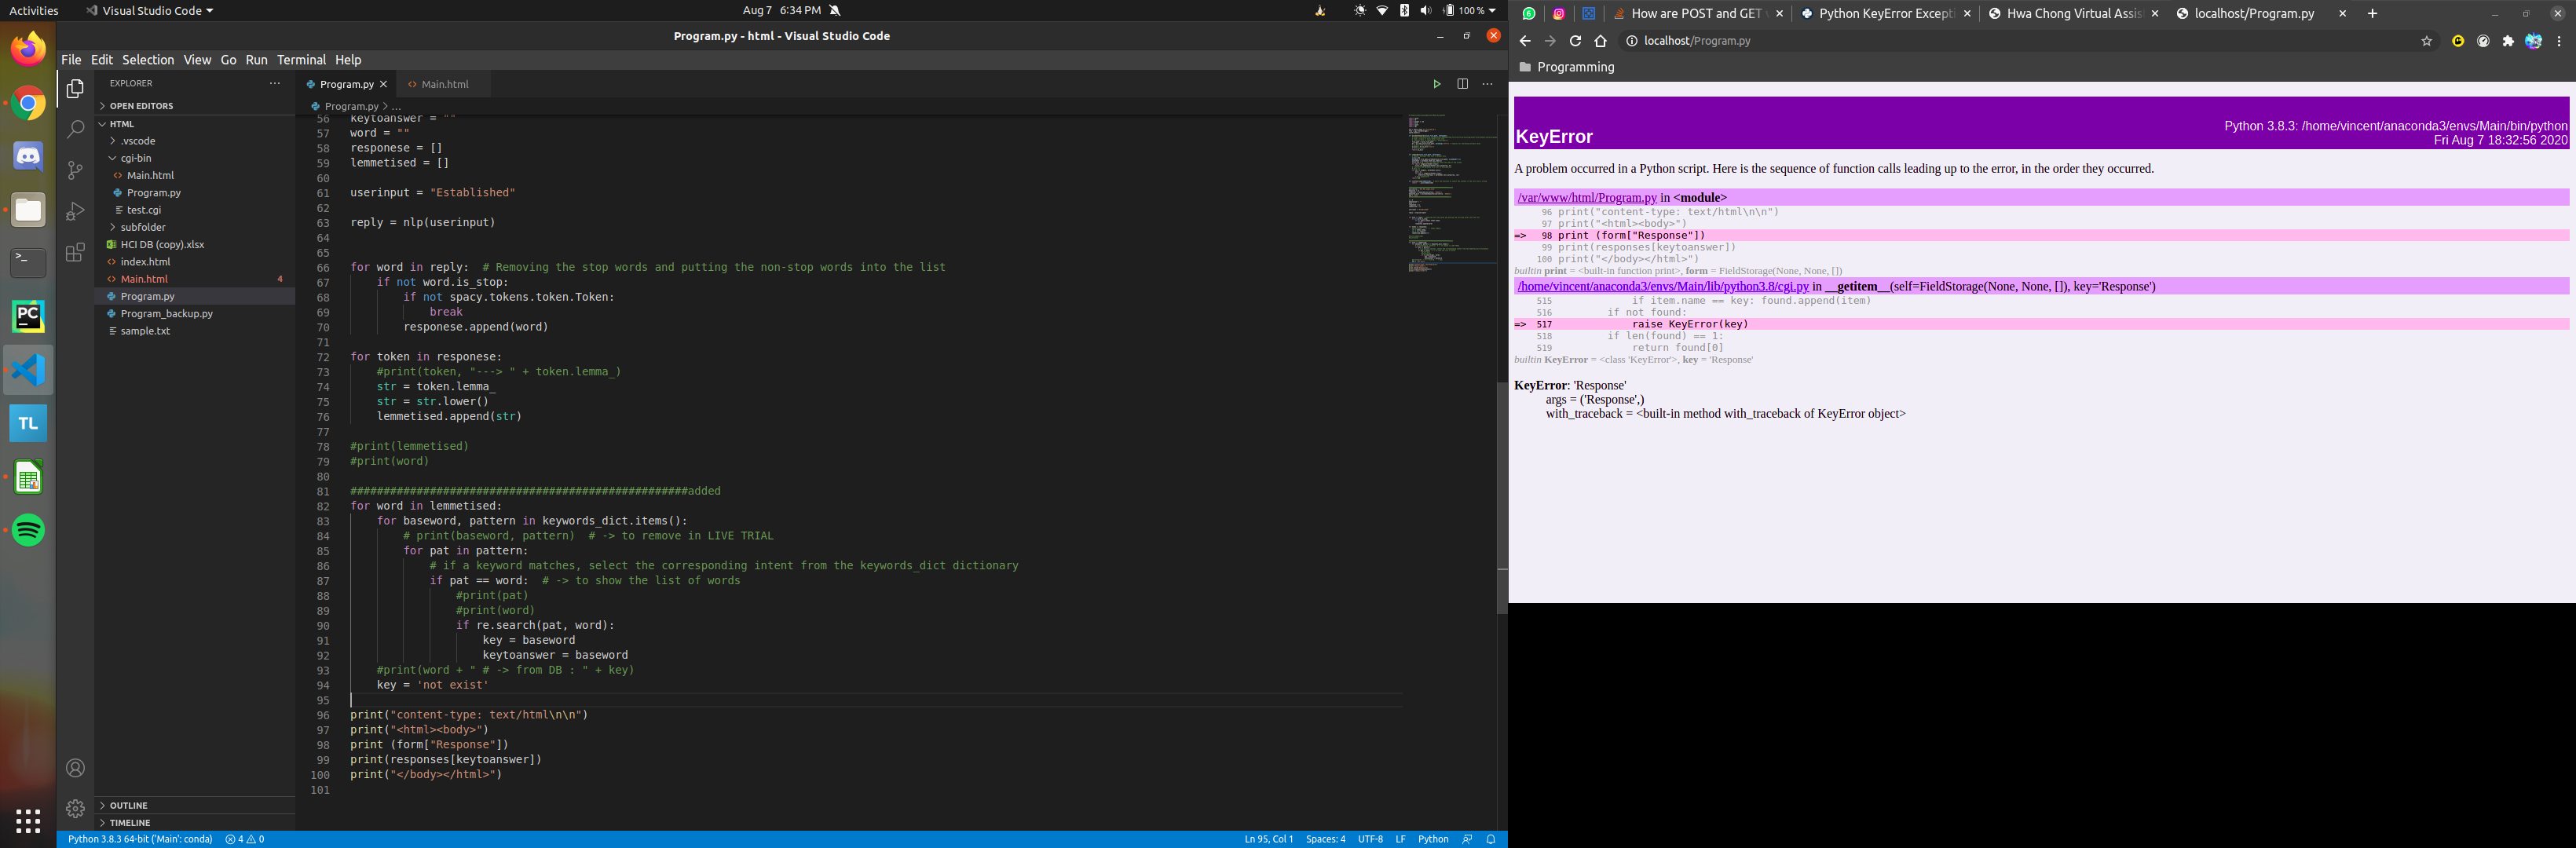 Activities
Visual Studio Code
Aug 7 6:34 PM
100 %
Program.py - html - Visual Studio Code
File Edit Selection View Go Run Terminal Help
EXPLORER
OPEN EDITORS
HTML
.vscode
cgi-bin
Main.html
Program.py
test.cgi
subfolder
HCI DB (copy).xlsx
index.html
Main.html 4
Program.py
Program_backup.py
sample.txt
OUTLINE
TIMELINE
Program.py
Main.html
Program.py > ...
56 keytoanswer = ""
57 word = ""
58 responese = []
59 lemmetised = []
60
61 userinput = "Established"
62
63 reply = nlp(userinput)
64
65
66 for word in reply:  # Removing the stop words and putting the non-stop words into the list
67     if not word.is_stop:
68         if not spacy.tokens.token.Token:
69             break
70         responese.append(word)
71
72 for token in responese:
73     #print(token, "---> " + token.lemma_)
74     str = token.lemma_
75     str = str.lower()
76     lemmetised.append(str)
77
78 #print(lemmetised)
79 #print(word)
80
81 ###################################################added
82 for word in lemmetised:
83     for baseword, pattern in keywords_dict.items():
84         # print(baseword, pattern)  # -> to remove in LIVE TRIAL
85         for pat in pattern:
86             # if a keyword matches, select the corresponding intent from the keywords_dict dictionary
87             if pat == word:  # -> to show the list of words
88                 #print(pat)
89                 #print(word)
90                 if re.search(pat, word):
91                     key = baseword
92                     keytoanswer = baseword
93     #print(word + " # -> from DB : " + key)
94     key = 'not exist'
95
96 print("content-type: text/html\n\n")
97 print("<html><body>")
98 print (form["Response"])
99 print(responses[keytoanswer])
100 print("</body></html>")
101
Python 3.8.3 64-bit ('Main': conda) 4 0
Ln 95, Col 1 Spaces: 4 UTF-8 LF Python
PC
TL
How are POST and GET
Python KeyError Excepti
Hwa Chong Virtual Assis
localhost/Program.py
localhost/Program.py
Programming
KeyError
Python 3.8.3: /home/vincent/anaconda3/envs/Main/bin/python
Fri Aug 7 18:32:56 2020
A problem occurred in a Python script. Here is the sequence of function calls leading up to the error, in the order they occurred.
/var/www/html/Program.py in <module>
96 print("content-type: text/html\n\n")
97 print("<html><body>")
=> 98 print (form["Response"])
99 print(responses[keytoanswer])
100 print("</body></html>")
builtin print = <built-in function print>, form = FieldStorage(None, None, [])
/home/vincent/anaconda3/envs/Main/lib/python3.8/cgi.py in __getitem__(self=FieldStorage(None, None, []), key='Response')
515             if item.name == key: found.append(item)
516         if not found:
=> 517             raise KeyError(key)
518         if len(found) == 1:
519             return found[0]
builtin KeyError = <class 'KeyError'>, key = 'Response'
KeyError: 'Response'
args = ('Response',)
with_traceback = <built-in method with_traceback of KeyError object>